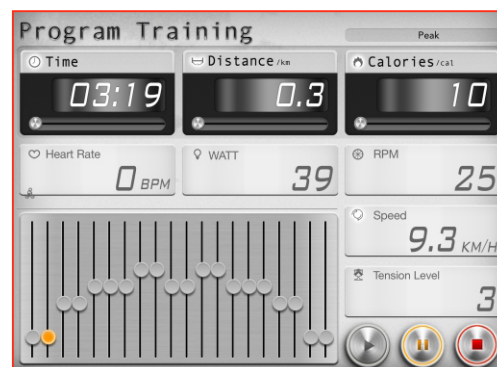 Program Training
Peak
Time
Distance /km
Calories /cal
03:19
0.3
10
Heart Rate
WATT
RPM
0 BPM
39
25
Speed
9.3 KM/H
Tension Level
3